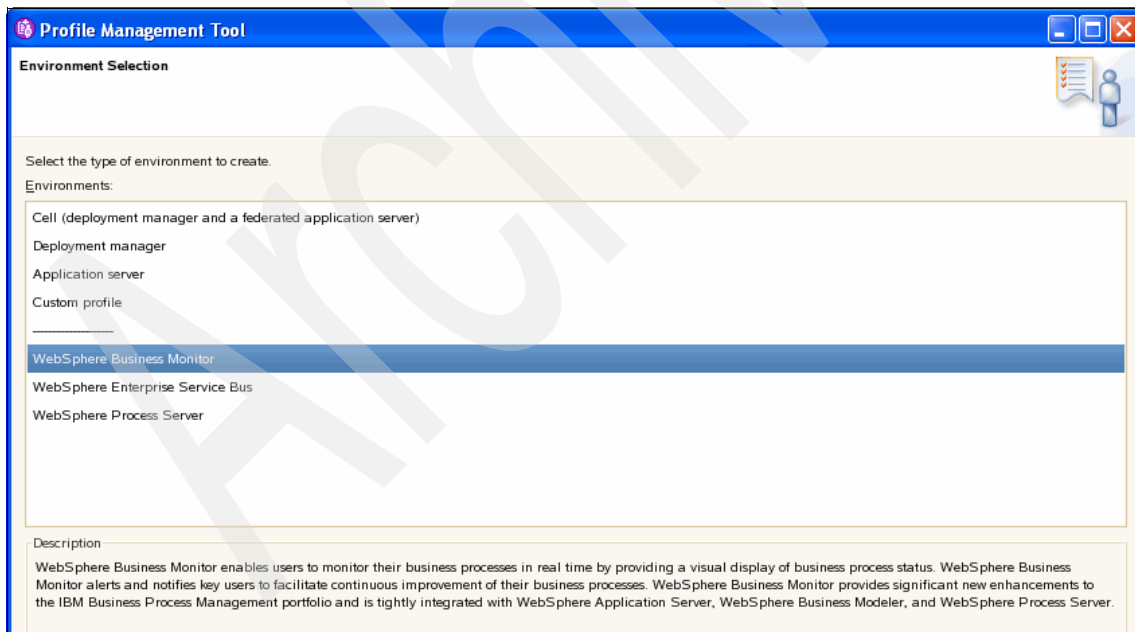 Profile Management Tool
Environment Selection
Select the type of environment to create.
Environments:
Cell (deployment manager and a federated application server)
Deployment manager
Application server
Custom profile
--------------------
WebSphere Business Monitor
WebSphere Enterprise Service Bus
WebSphere Process Server
Description
WebSphere Business Monitor enables users to monitor their business processes in real time by providing a visual display of business process status. WebSphere Business
Monitor alerts and notifies key users to facilitate continuous improvement of their business processes. WebSphere Business Monitor provides significant new enhancements to
the IBM Business Process Management portfolio and is tightly integrated with WebSphere Application Server, WebSphere Business Modeler, and WebSphere Process Server.